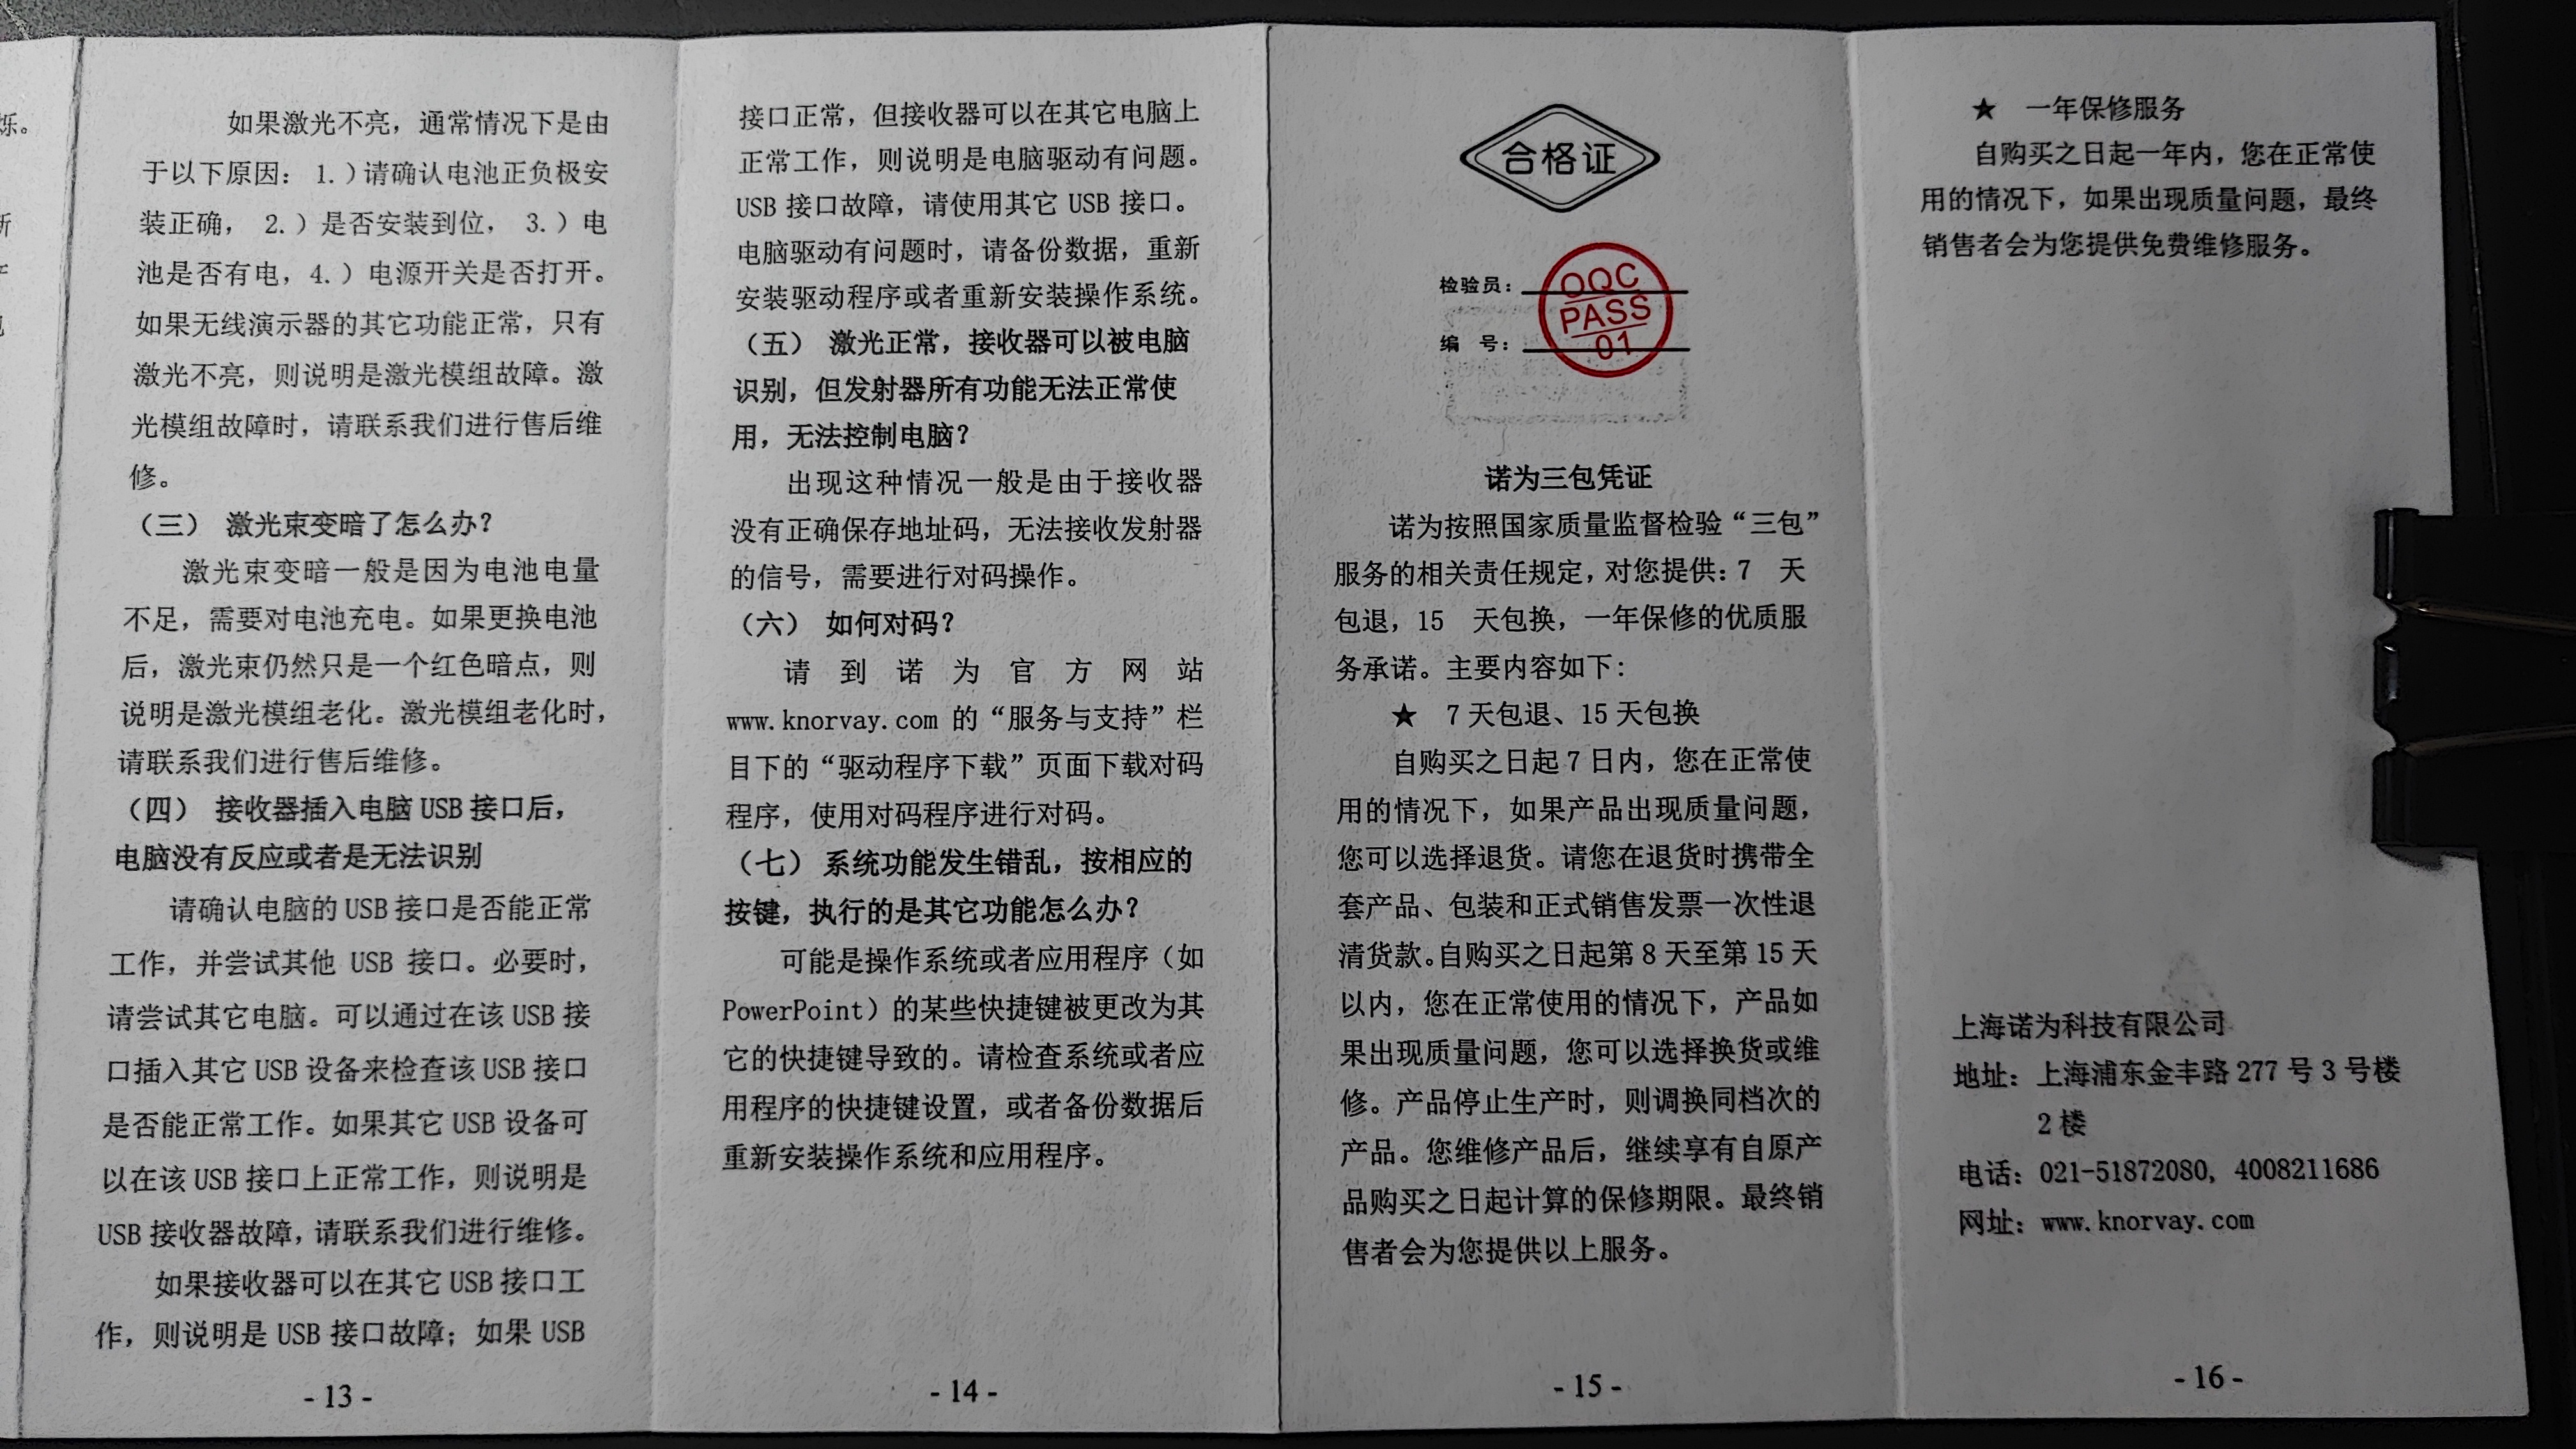 烁。
新
如果激光不亮，通常情况下是由
于以下原因：1.）请确认电池正负极安
装正确， 2.）是否安装到位， 3.）电
池是否有电，4.）电源开关是否打开。
如果无线演示器的其它功能正常，只有
激光不亮，则说明是激光模组故障。激
光模组故障时，请联系我们进行售后维
修。
（三） 激光束变暗了怎么办？
激光束变暗一般是因为电池电量
不足，需要对电池充电。如果更换电池
后，激光束仍然只是一个红色暗点，则
说明是激光模组老化。激光模组老化时，
请联系我们进行售后维修。
（四） 接收器插入电脑 USB 接口后，
电脑没有反应或者是无法识别
请确认电脑的 USB 接口是否能正常
工作，并尝试其他 USB 接口。必要时，
请尝试其它电脑。可以通过在该 USB 接
口插入其它 USB 设备来检查该 USB 接口
是否能正常工作。如果其它 USB 设备可
以在该 USB 接口上正常工作，则说明是
USB 接收器故障，请联系我们进行维修。
如果接收器可以在其它 USB 接口工
作，则说明是 USB 接口故障；如果 USB
- 13 -
接口正常，但接收器可以在其它电脑上
正常工作，则说明是电脑驱动有问题。
USB 接口故障，请使用其它 USB 接口。
电脑驱动有问题时，请备份数据，重新
安装驱动程序或者重新安装操作系统。
（五） 激光正常，接收器可以被电脑
识别，但发射器所有功能无法正常使
用，无法控制电脑？
出现这种情况一般是由于接收器
没有正确保存地址码，无法接收发射器
的信号，需要进行对码操作。
（六） 如何对码？
请到诺为官方网站
www.knorvay.com 的“服务与支持”栏
目下的“驱动程序下载”页面下载对码
程序，使用对码程序进行对码。
（七） 系统功能发生错乱，按相应的
按键，执行的是其它功能怎么办？
可能是操作系统或者应用程序（如
PowerPoint）的某些快捷键被更改为其
它的快捷键导致的。请检查系统或者应
用程序的快捷键设置，或者备份数据后
重新安装操作系统和应用程序。
- 14 -
合格证
检验员：
OQC
PASS
01
编 号：
诺为三包凭证
诺为按照国家质量监督检验“三包”
服务的相关责任规定，对您提供：7 天
包退，15 天包换，一年保修的优质服
务承诺。主要内容如下：
★ 7 天包退、15 天包换
自购买之日起 7 日内，您在正常使
用的情况下，如果产品出现质量问题，
您可以选择退货。请您在退货时携带全
套产品、包装和正式销售发票一次性退
清货款。自购买之日起第 8 天至第 15 天
以内，您在正常使用的情况下，产品如
果出现质量问题，您可以选择换货或维
修。产品停止生产时，则调换同档次的
产品。您维修产品后，继续享有自原产
品购买之日起计算的保修期限。最终销
售者会为您提供以上服务。
- 15 -
★ 一年保修服务
自购买之日起一年内，您在正常使
用的情况下，如果出现质量问题，最终
销售者会为您提供免费维修服务。
上海诺为科技有限公司
地址：上海浦东金丰路 277 号 3 号楼
2 楼
电话：021-51872080, 4008211686
网址：www.knorvay.com
- 16 -